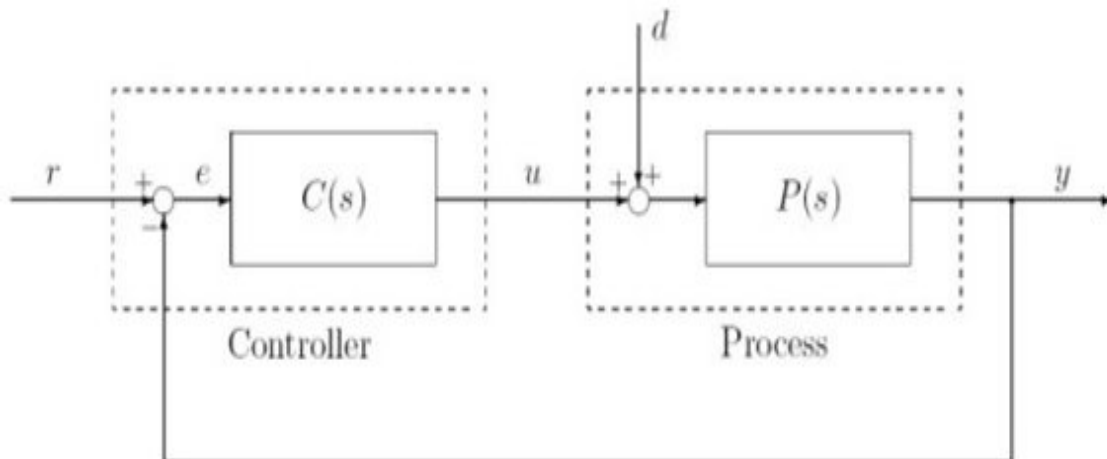 d
r
+
e
C(s)
u
+
+
P(s)
y
−
Controller
Process